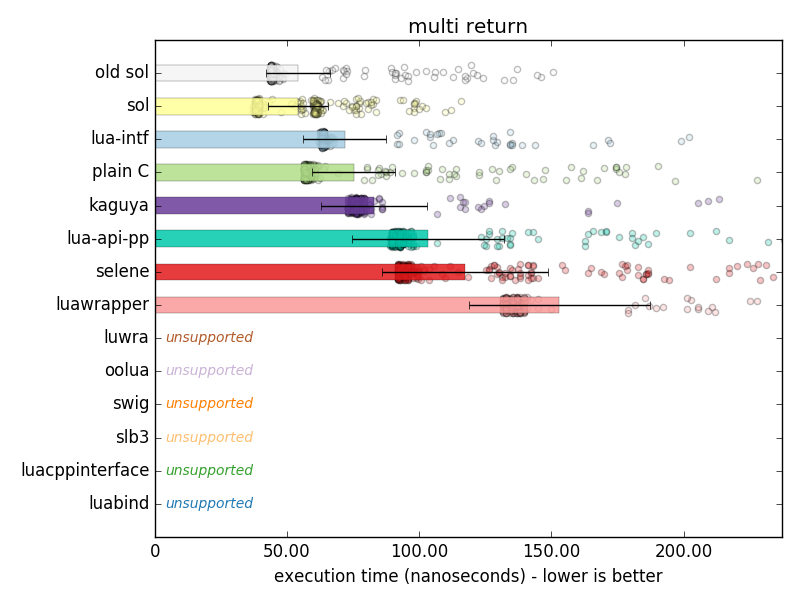 multi return
old sol
sol
lua-intf
plain C
kaguya
lua-api-pp
selene
luawrapper
luwra unsupported
oolua unsupported
swig unsupported
slb3 unsupported
luacppinterface unsupported
luabind unsupported
0 50.00 100.00 150.00 200.00
execution time (nanoseconds) - lower is better